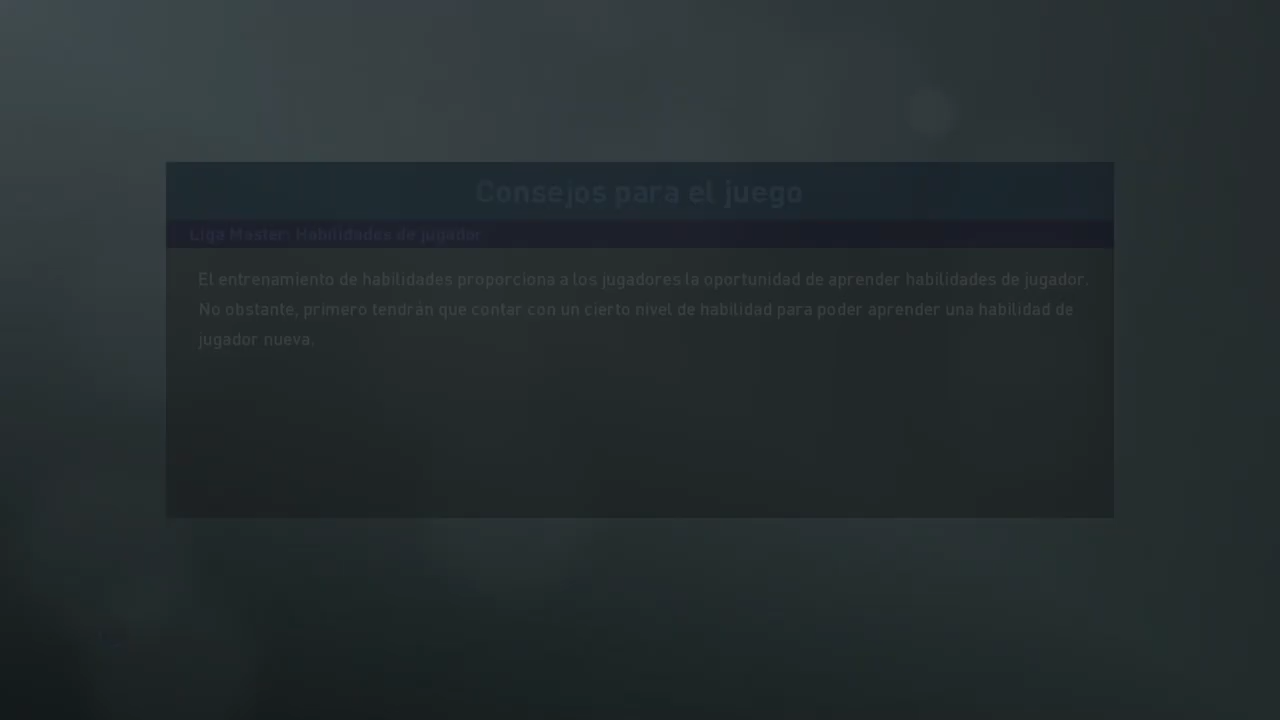 Consejos para el juego
Liga Master: Habilidades de jugador
El entrenamiento de habilidades proporciona a los jugadores la oportunidad de aprender habilidades de jugador.
No obstante, primero tendrán que contar con un cierto nivel de habilidad para poder aprender una habilidad de
jugador nueva.